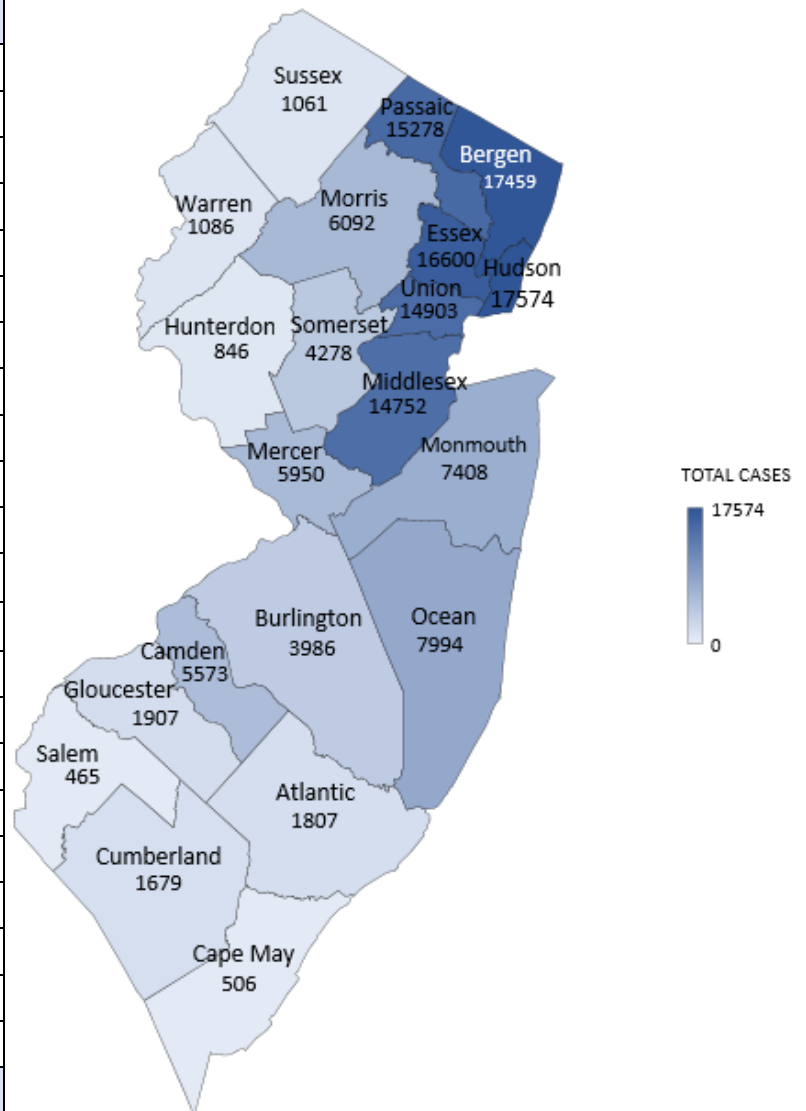 Sussex
1061
Passaic
15278
Bergen
17459
Warren
1086
Morris
6092
Essex
16600
Hudson
17574
Union
14903
Hunterdon
846
Somerset
4278
Middlesex
14752
Mercer
5950
Monmouth
7408
TOTAL CASES
17574
0
Burlington
3986
Ocean
7994
Camden
5573
Gloucester
1907
Salem
465
Atlantic
1807
Cumberland
1679
Cape May
506